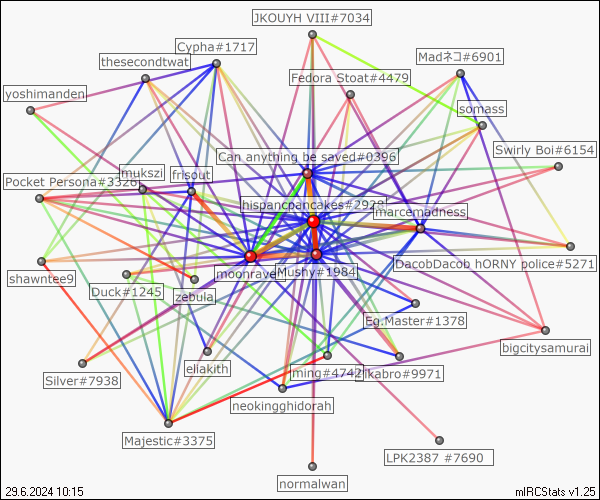 JKOUYH VIII#7034
Cypha#1717
Madネコ#6901
thesecondtwat
Fedora Stoat#4479
yoshimanden
somass
Swirly Boi#6154
Can anything be saved#0396
mukszi
frisout
Pocket Persona#3326
hispancpancakes#2928
marcemadness
DacobDacob hORNY police#5271
shawntee9
moonravel
Mushy#1984
Duck#1245
zebula
Eg.Master#1378
bigcitysamurai
eliakith
Silver#7938
ming#4742
kabro#9971
neokingghidorah
Majestic#3375
LPK2387 #7690
normalwan
29.6.2024 10:15
mIRCStats v1.25